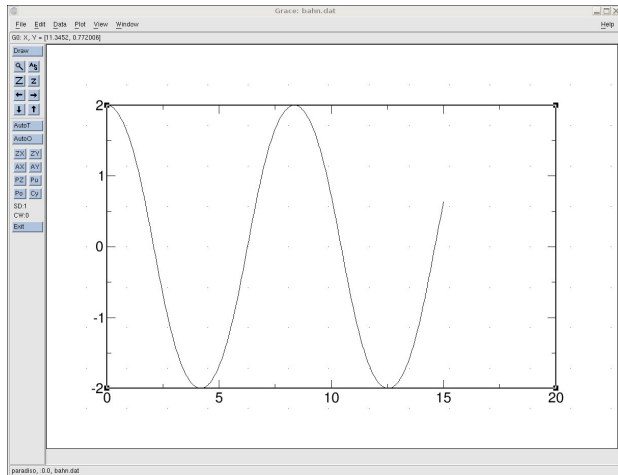 Grace: bahn.dat
File Edit Data Plot View Window Help
G0: X, Y = [11.3452, 0.772006]
Draw
AS
Z z
AutoT
AutoO
ZX ZY
AX AY
PZ Pu
Po Cy
SD:1
CW:0
Exit
2
1
0
-1
-2
0 5 10 15 20
paradiso, :0.0, bahn.dat